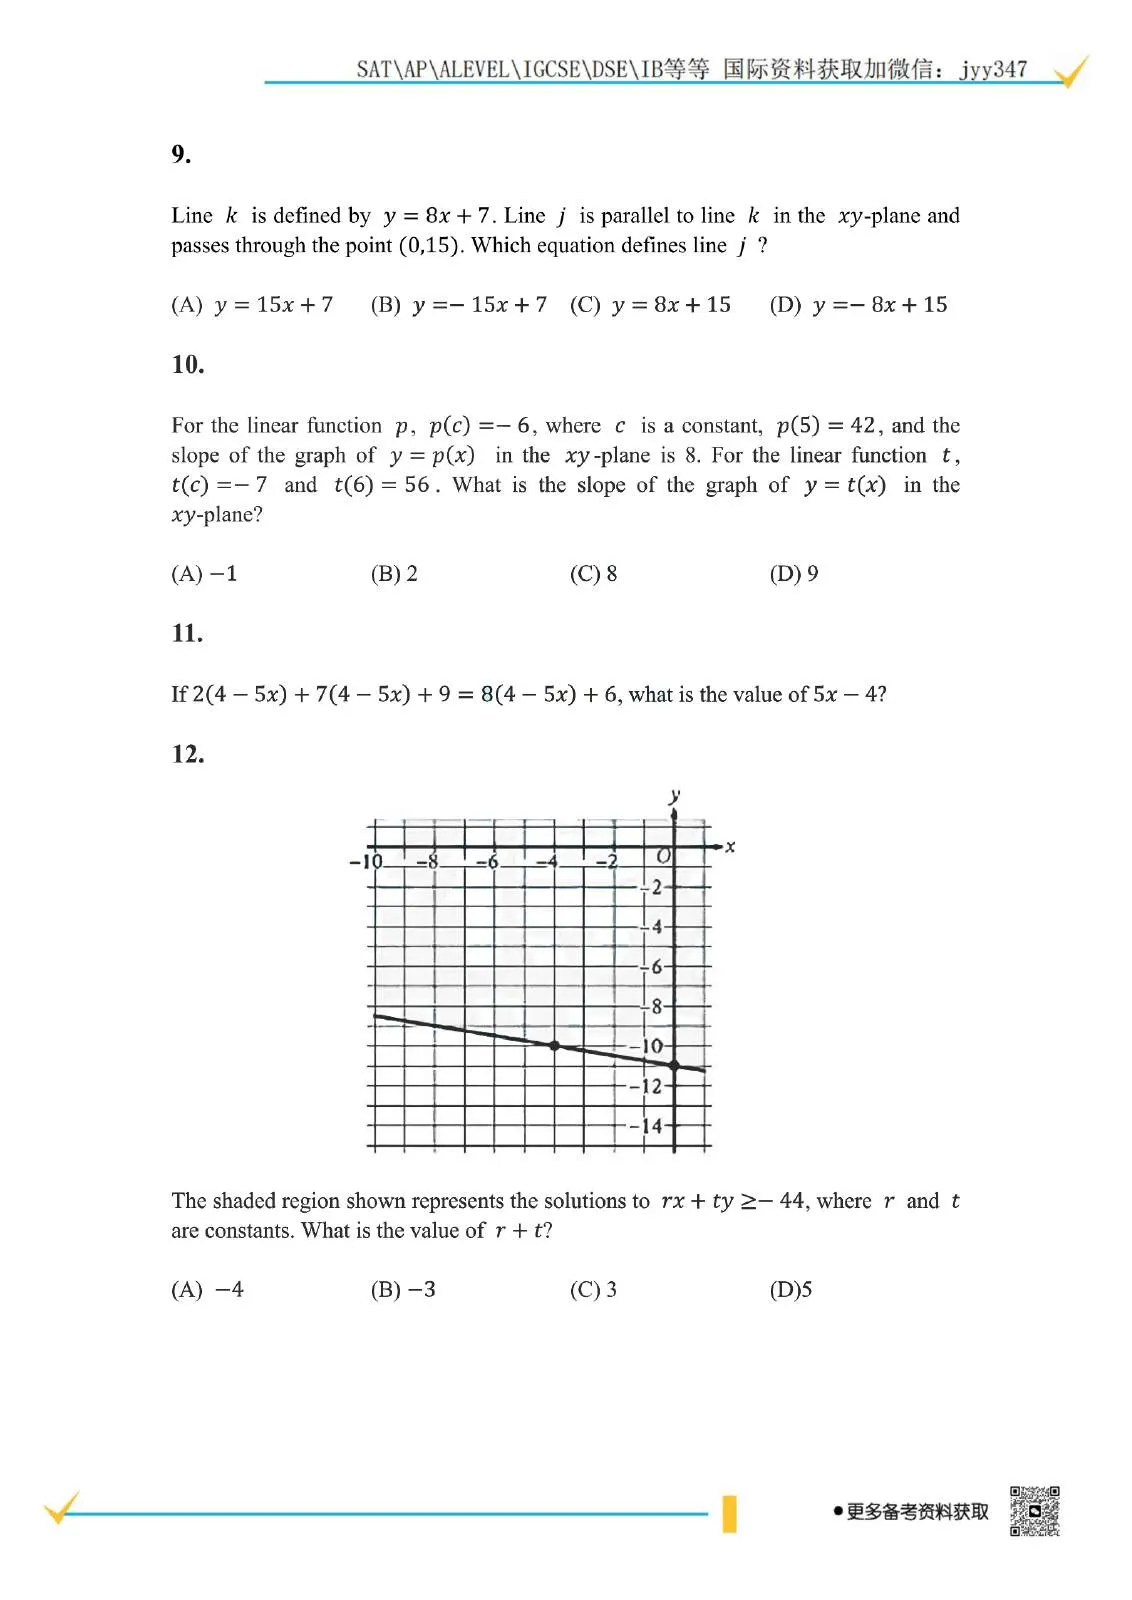 SAT\AP\ALEVEL\IGCSE\DSE\IB等等 国际资料获取加微信: jyy347
9.
Line k is defined by y = 8x + 7. Line j is parallel to line k in the xy-plane and
passes through the point (0,15). Which equation defines line j ?
(A) y = 15x + 7 (B) y =− 15x + 7 (C) y = 8x + 15 (D) y =− 8x + 15
10.
For the linear function p, p(c) =− 6, where c is a constant, p(5) = 42, and the
slope of the graph of y = p(x) in the xy-plane is 8. For the linear function t,
t(c) =− 7 and t(6) = 56. What is the slope of the graph of y = t(x) in the
xy-plane?
(A) −1 (B) 2 (C) 8 (D) 9
11.
If 2(4 − 5x) + 7(4 − 5x) + 9 = 8(4 − 5x) + 6, what is the value of 5x − 4?
12.
y
x
−10 −8 −6 −4 −2 O
−2
−4
−6
−8
−10
−12
−14
The shaded region shown represents the solutions to rx + ty ≥− 44, where r and t
are constants. What is the value of r + t?
(A) −4 (B) −3 (C) 3 (D)5
●更多备考资料获取